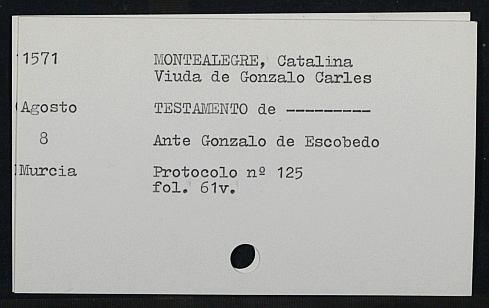 1571 MONTEALEGRE, Catalina
Viuda de Gonzalo Carles
Agosto TESTAMENTO de ---------
8 Ante Gonzalo de Escobedo
Murcia Protocolo nº 125
fol. 61v.